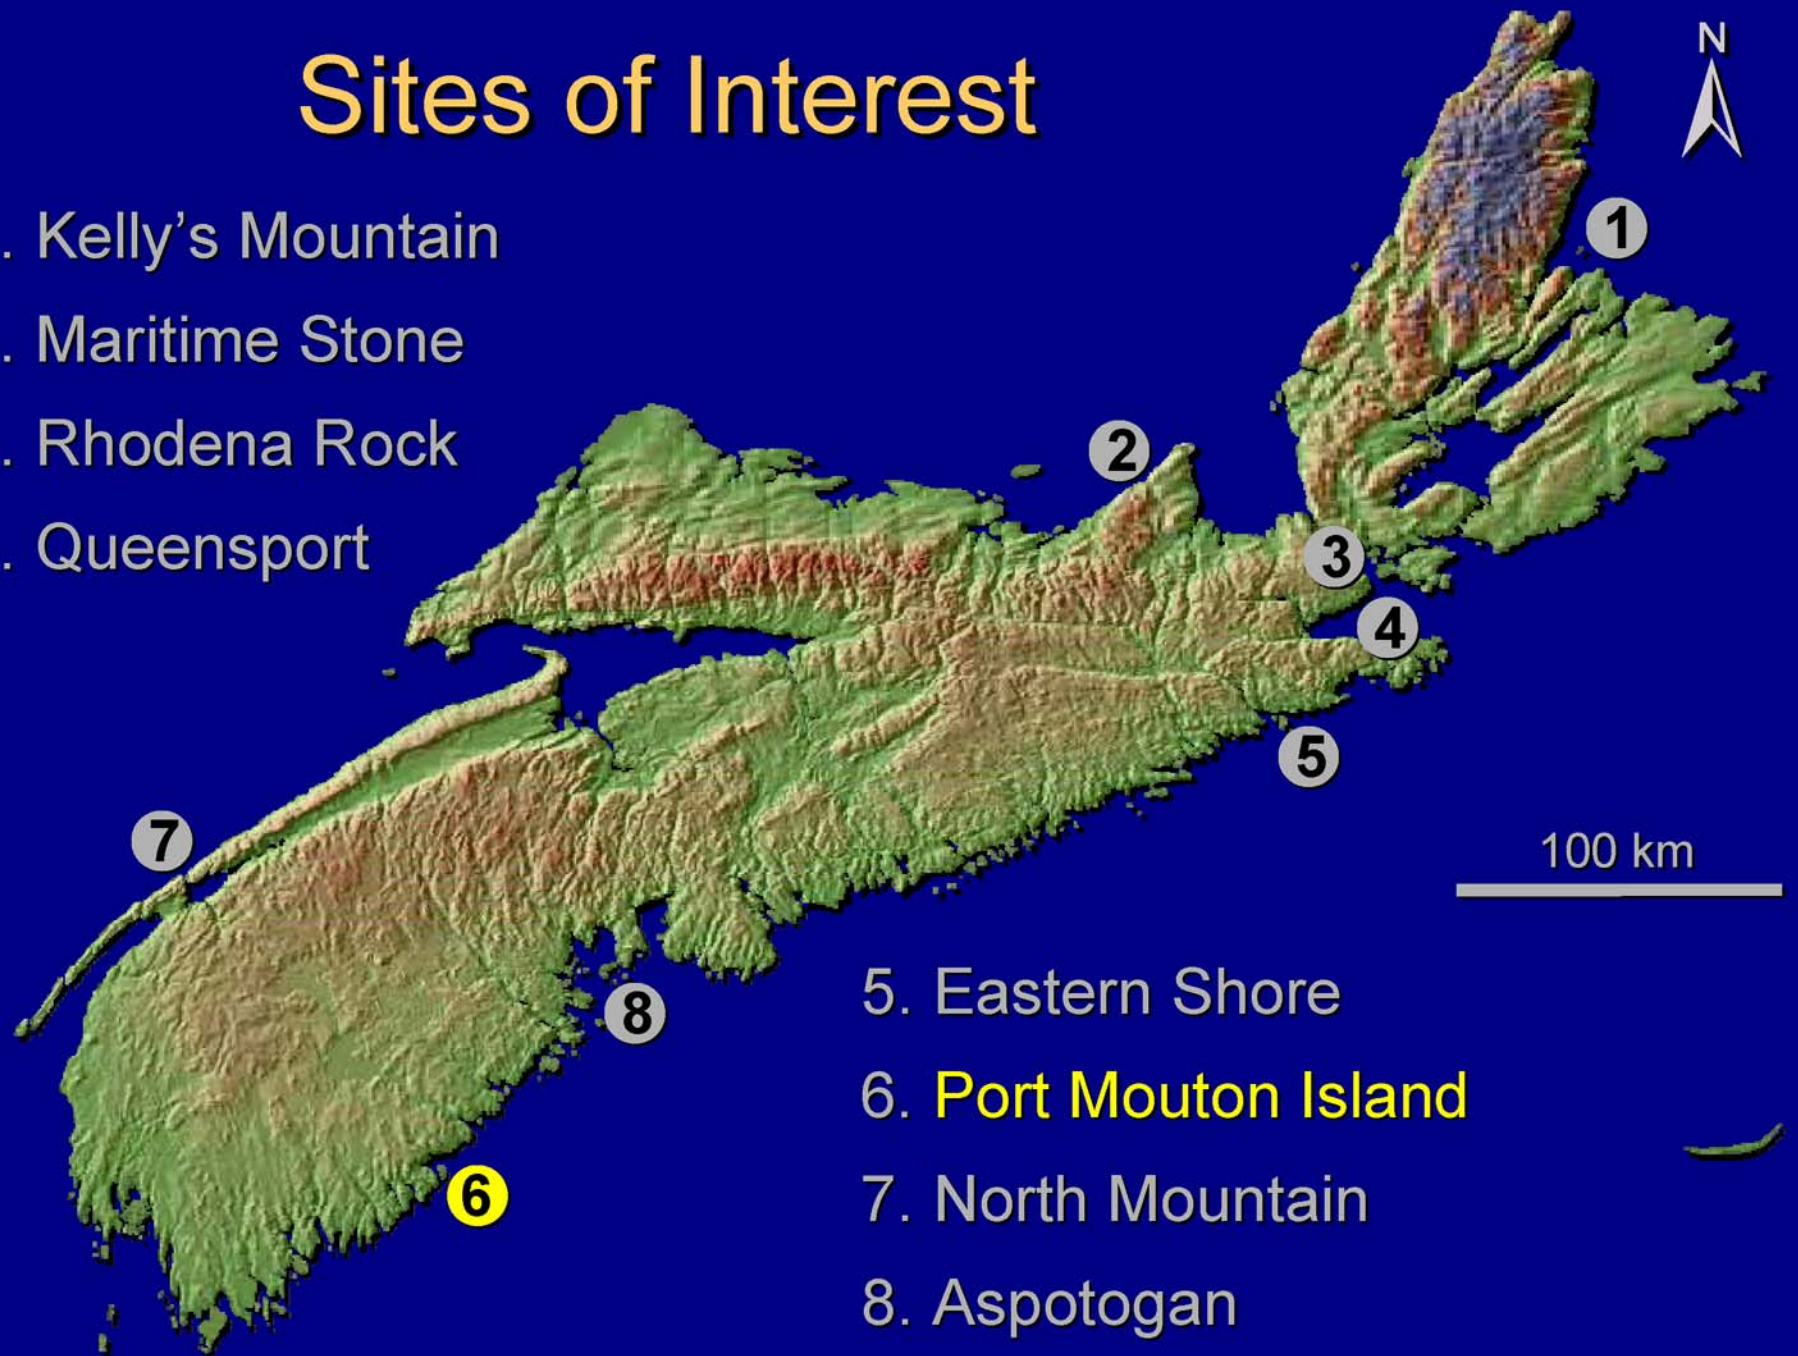 Sites of Interest
N
. Kelly’s Mountain
. Maritime Stone
. Rhodena Rock
. Queensport
1
2
3
4
5
7
100 km
8
6
5. Eastern Shore
6. Port Mouton Island
7. North Mountain
8. Aspotogan